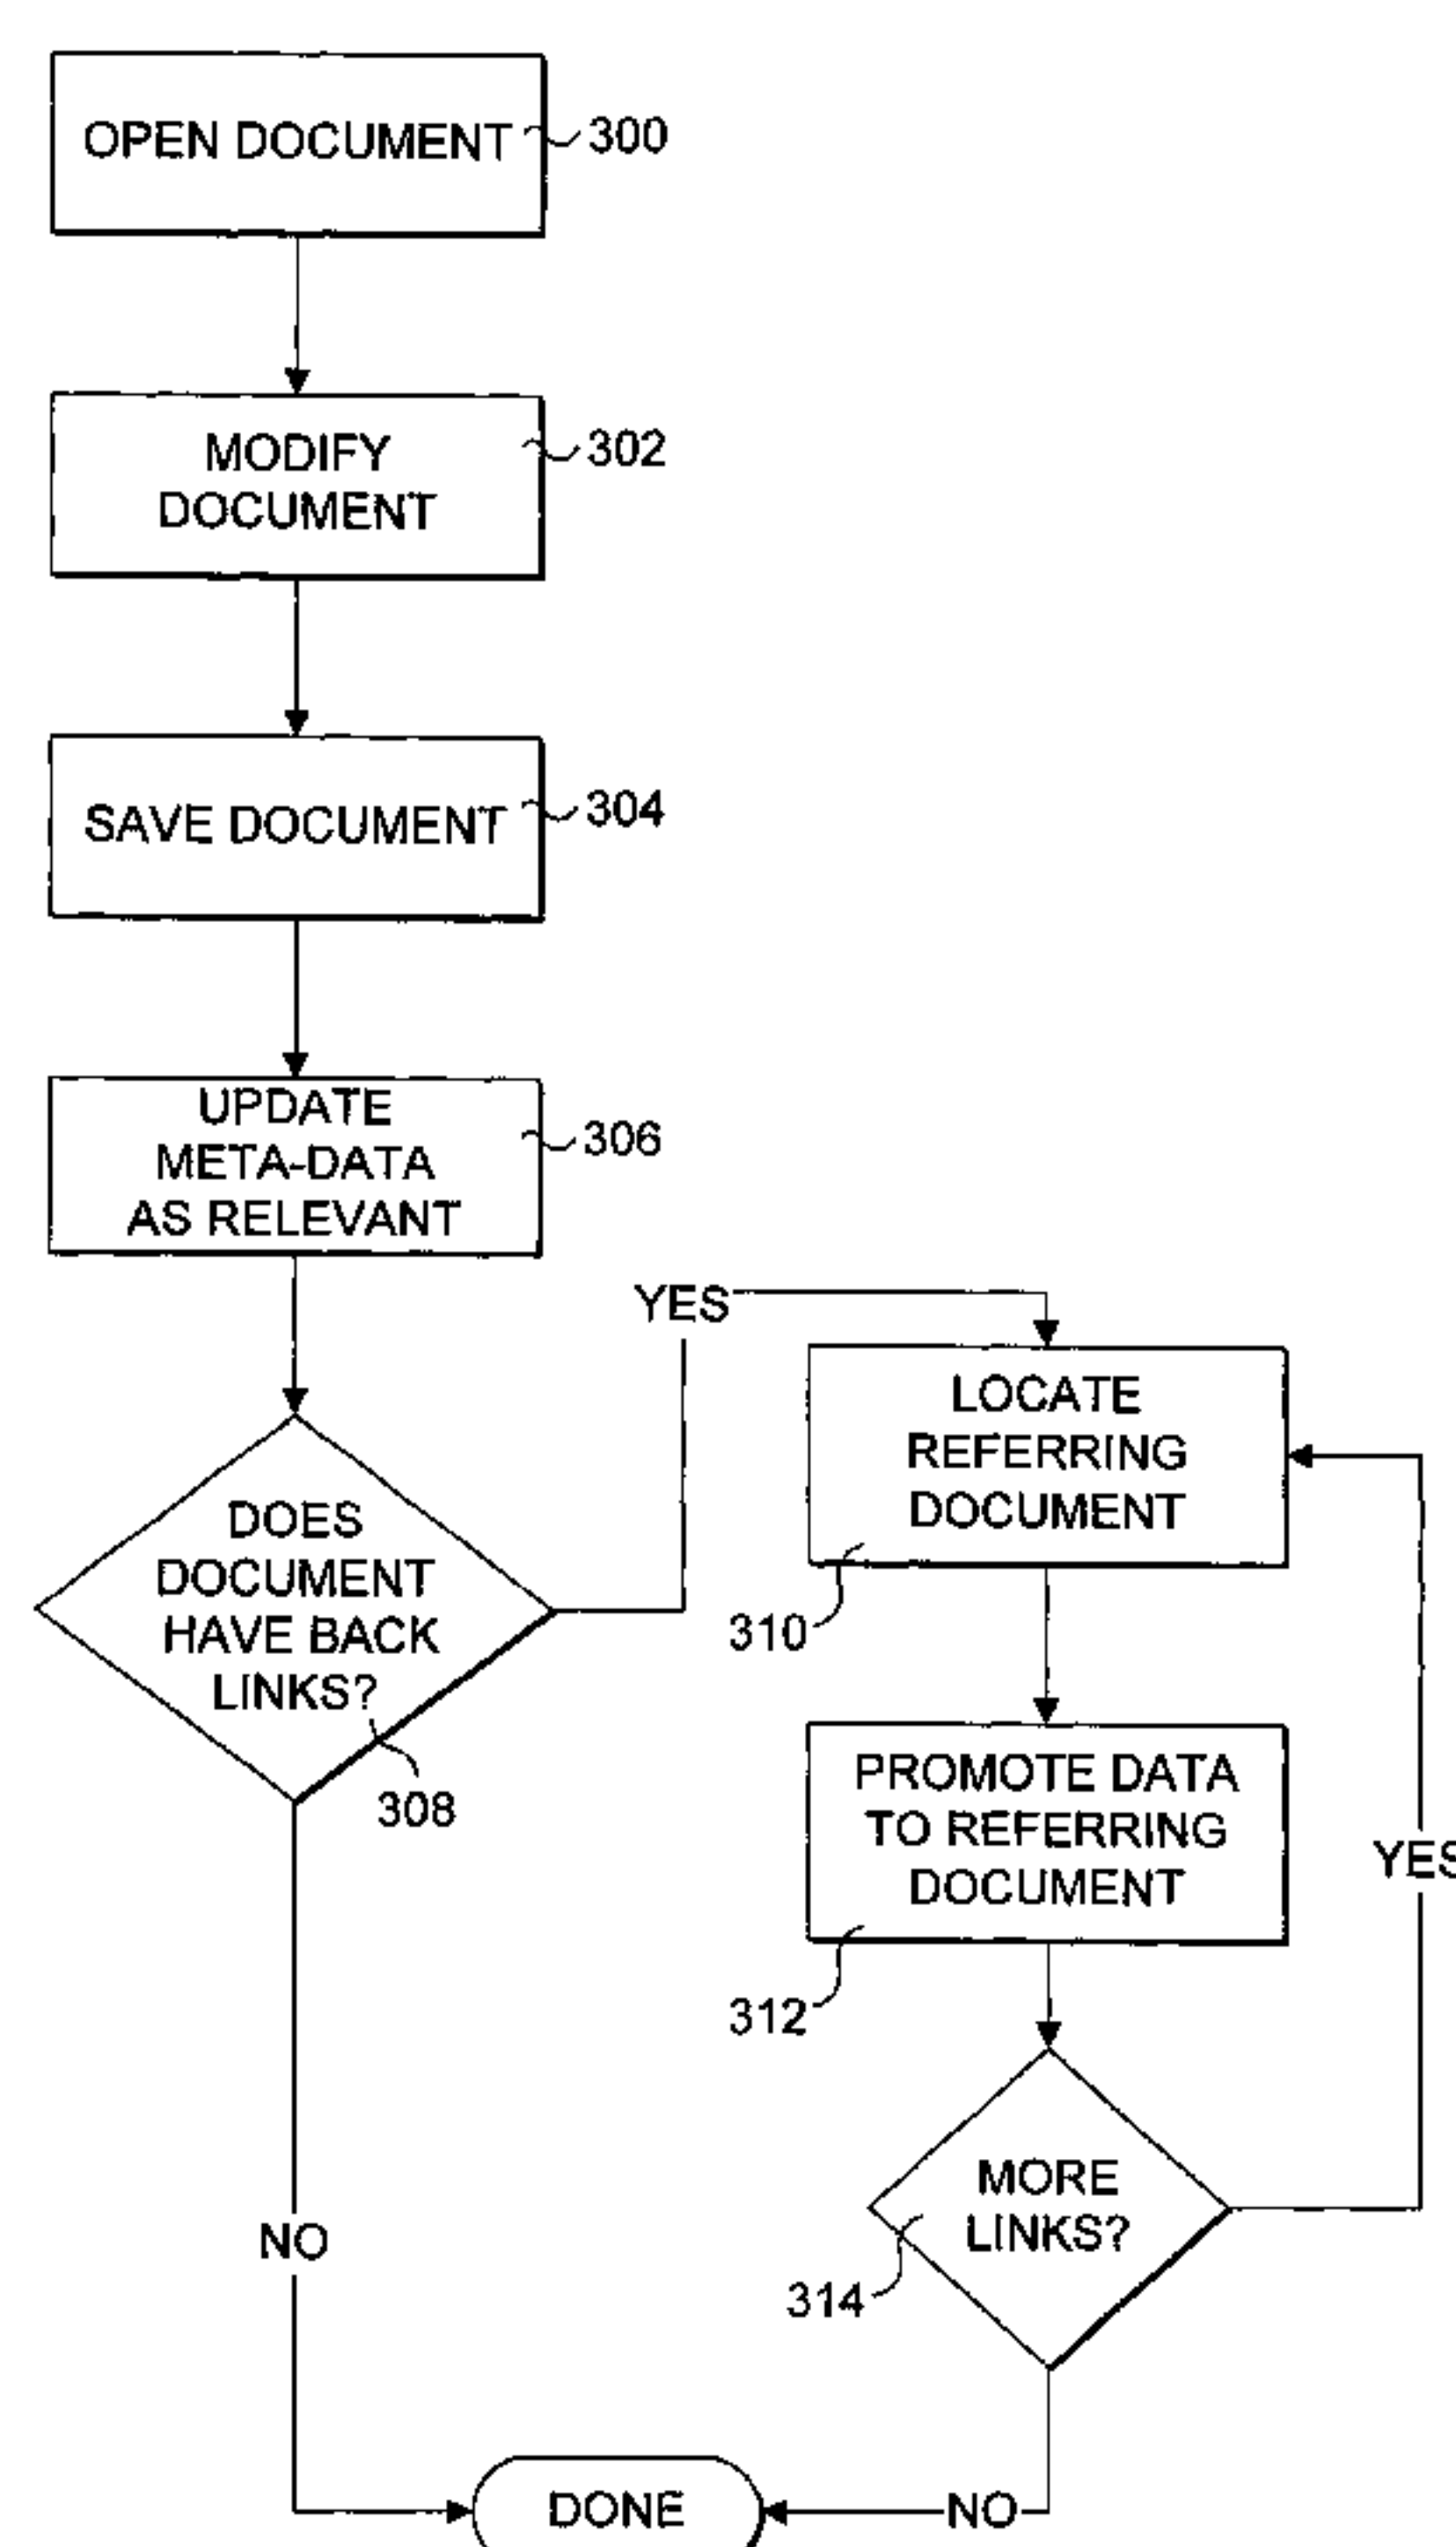 OPEN DOCUMENT
300
MODIFY
DOCUMENT
302
SAVE DOCUMENT
304
UPDATE
META-DATA
AS RELEVANT
306
DOES
DOCUMENT
HAVE BACK
LINKS?
308
YES
LOCATE
REFERRING
DOCUMENT
310
PROMOTE DATA
TO REFERRING
DOCUMENT
312
YES
MORE
LINKS?
314
NO
NO
DONE